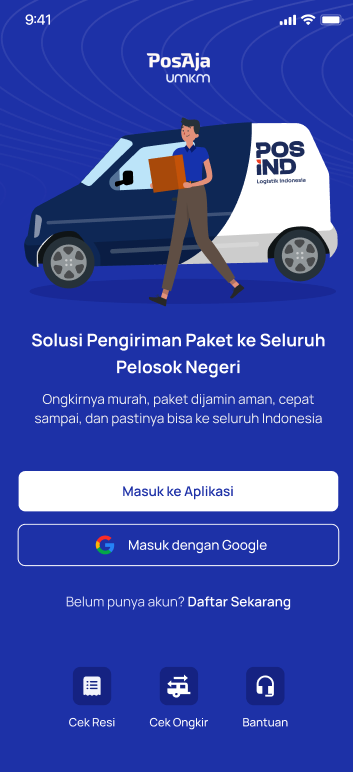 9:41
PosAja
UMKM
POS
IND
Logistik Indonesia
Solusi Pengiriman Paket ke Seluruh
Pelosok Negeri
Ongkirnya murah, paket dijamin aman, cepat
sampai, dan pastinya bisa ke seluruh Indonesia
Masuk ke Aplikasi
Masuk dengan Google
Belum punya akun? Daftar Sekarang
Cek Resi
Cek Ongkir
Bantuan